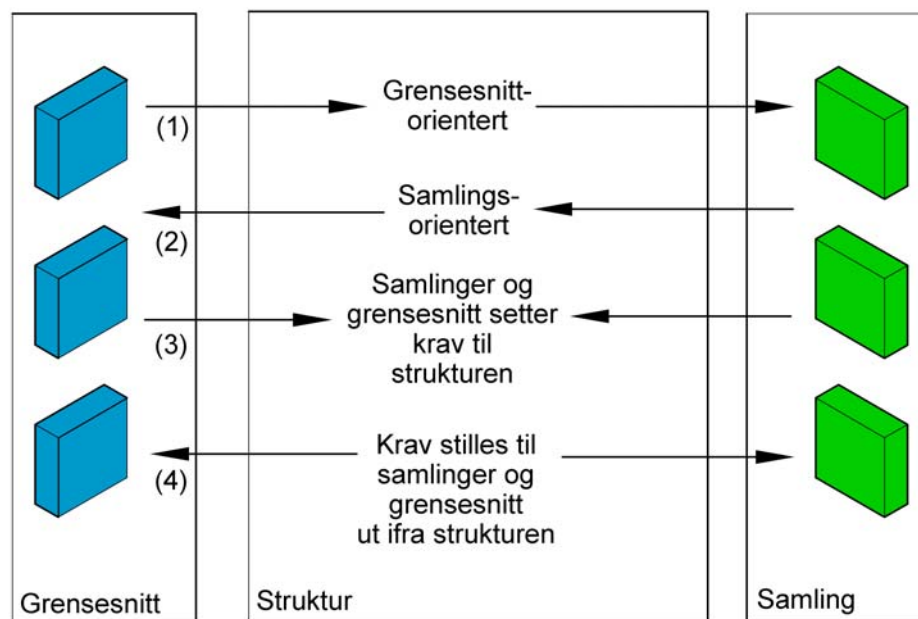 Grensesnitt-
orientert
(1)
Samlings-
orientert
(2)
Samlinger og
grensesnitt setter
krav til
strukturen
(3)
Krav stilles til
samlinger og
grensesnitt
ut ifra strukturen
(4)
Grensesnitt
Struktur
Samling